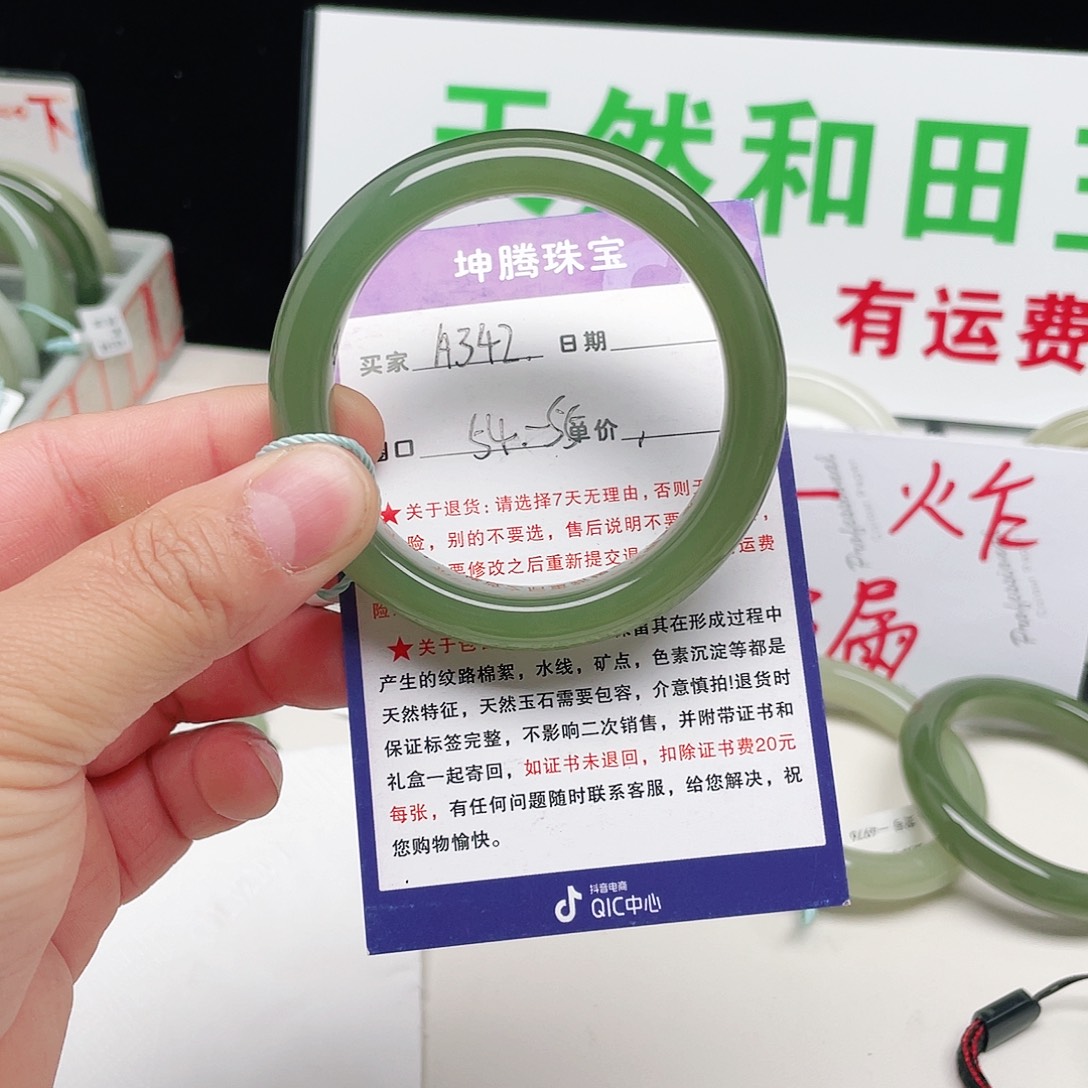 天然和田
有运费
坤腾珠宝
买家 A342. 日期
口 54.-55 单价
★关于退货:请选择7天无理由,否则
险,别的不要选,售后说明不要
要修改之后重新提交退 运费
险
★关于 留其在形成过程中
产生的纹路棉絮,水线,矿点,色素沉淀等都是
天然特征,天然玉石需要包容,介意慎拍!退货时
保证标签完整,不影响二次销售,并附带证书和
礼盒一起寄回,如证书未退回,扣除证书费20元
每张,有任何问题随时联系客服,给您解决,祝
您购物愉快。
抖音电商
QIC中心
一炸
属
Professional
Professional